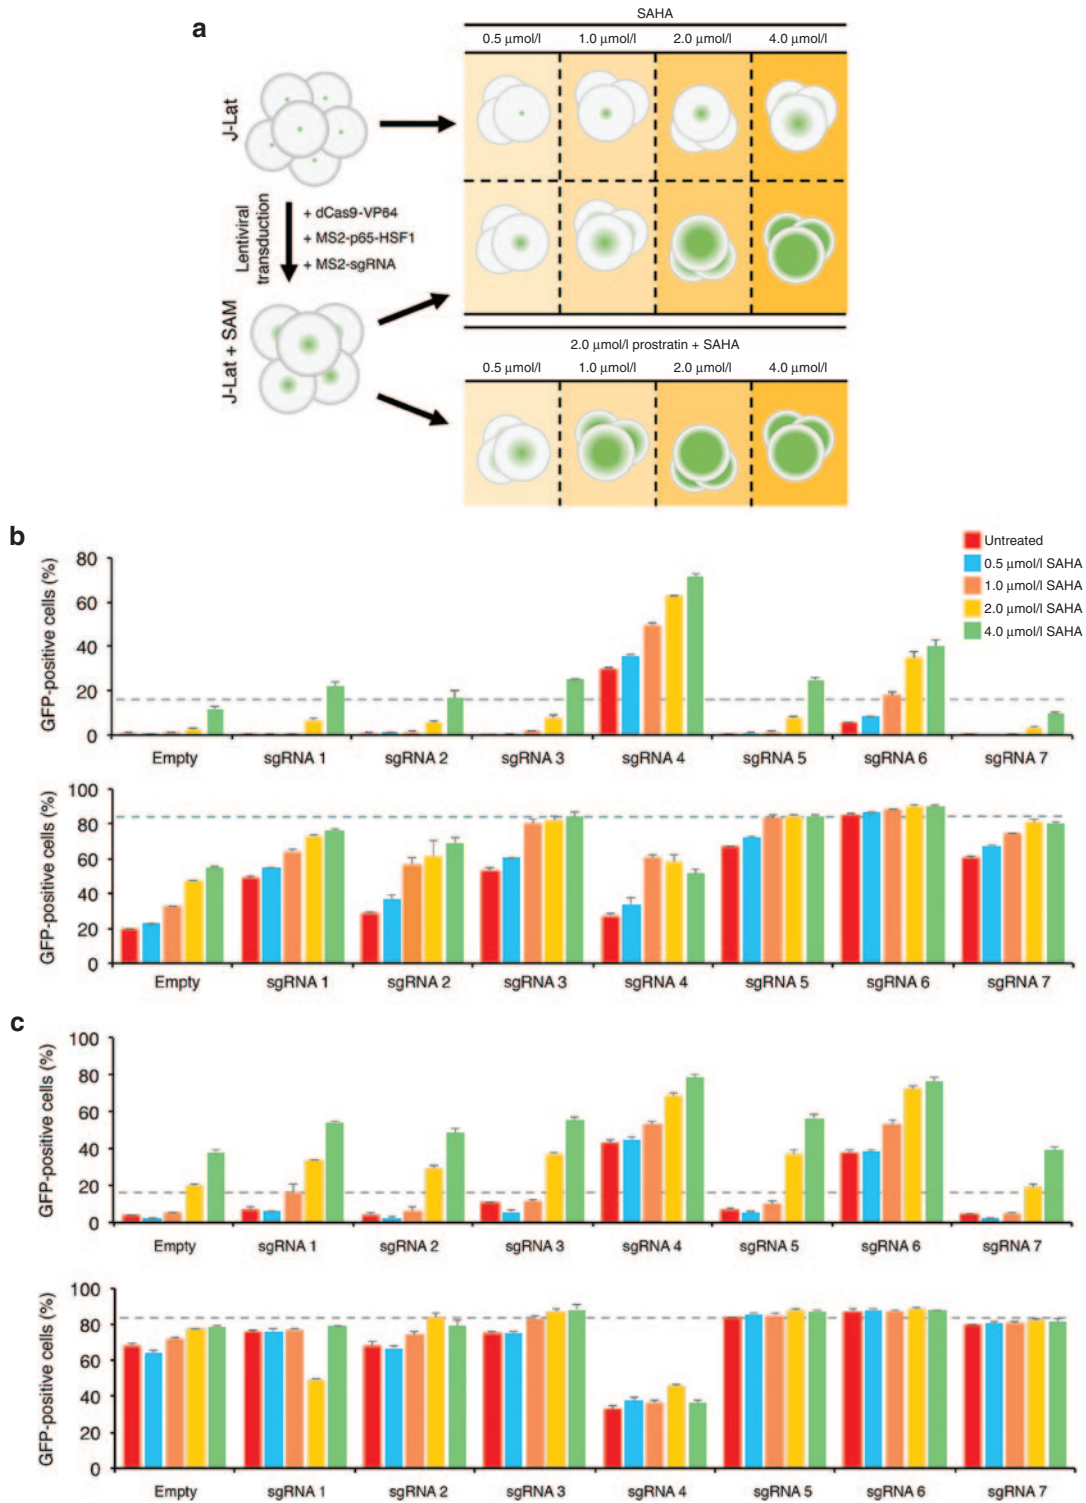 a
SAHA
0.5 μmol/l 1.0 μmol/l 2.0 μmol/l 4.0 μmol/l
J-Lat
Lentiviral
transduction
+ dCas9-VP64
+ MS2-p65-HSF1
+ MS2-sgRNA
J-Lat + SAM
2.0 μmol/l prostratin + SAHA
0.5 μmol/l 1.0 μmol/l 2.0 μmol/l 4.0 μmol/l
b
Untreated
0.5 μmol/l SAHA
1.0 μmol/l SAHA
2.0 μmol/l SAHA
4.0 μmol/l SAHA
GFP-positive cells (%)
80
60
40
20
0
Empty sgRNA 1 sgRNA 2 sgRNA 3 sgRNA 4 sgRNA 5 sgRNA 6 sgRNA 7
GFP-positive cells (%)
100
80
60
40
20
0
Empty sgRNA 1 sgRNA 2 sgRNA 3 sgRNA 4 sgRNA 5 sgRNA 6 sgRNA 7
c
GFP-positive cells (%)
100
80
60
40
20
0
Empty sgRNA 1 sgRNA 2 sgRNA 3 sgRNA 4 sgRNA 5 sgRNA 6 sgRNA 7
GFP-positive cells (%)
100
80
60
40
20
0
Empty sgRNA 1 sgRNA 2 sgRNA 3 sgRNA 4 sgRNA 5 sgRNA 6 sgRNA 7